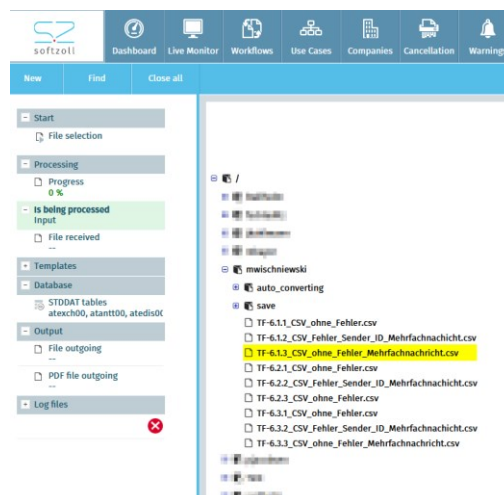 softzoll
Dashboard
Live Monitor
Workflows
Use Cases
Companies
Cancellation
Warning
New
Find
Close all
Start
File selection
Processing
Progress
0 %
Is being processed
Input
File received
--
Templates
Database
STDDAT tables
atexch00, atantt00, atedis00
Output
File outgoing
--
PDF file outgoing
--
Log files
/
mwischniewski
auto_converting
save
TF-6.1.1_CSV_ohne_Fehler.csv
TF-6.1.2_CSV_Fehler_Sender_ID_Mehrfachnachicht.csv
TF-6.1.3_CSV_ohne_Fehler_Mehrfachnachricht.csv
TF-6.2.1_CSV_ohne_Fehler.csv
TF-6.2.2_CSV_Fehler_Sender_ID_Mehrfachnachicht.csv
TF-6.2.3_CSV_ohne_Fehler.csv
TF-6.3.1_CSV_ohne_Fehler.csv
TF-6.3.2_CSV_Fehler_Sender_ID_Mehrfachnachicht.csv
TF-6.3.3_CSV_ohne_Fehler_Mehrfachnachricht.csv